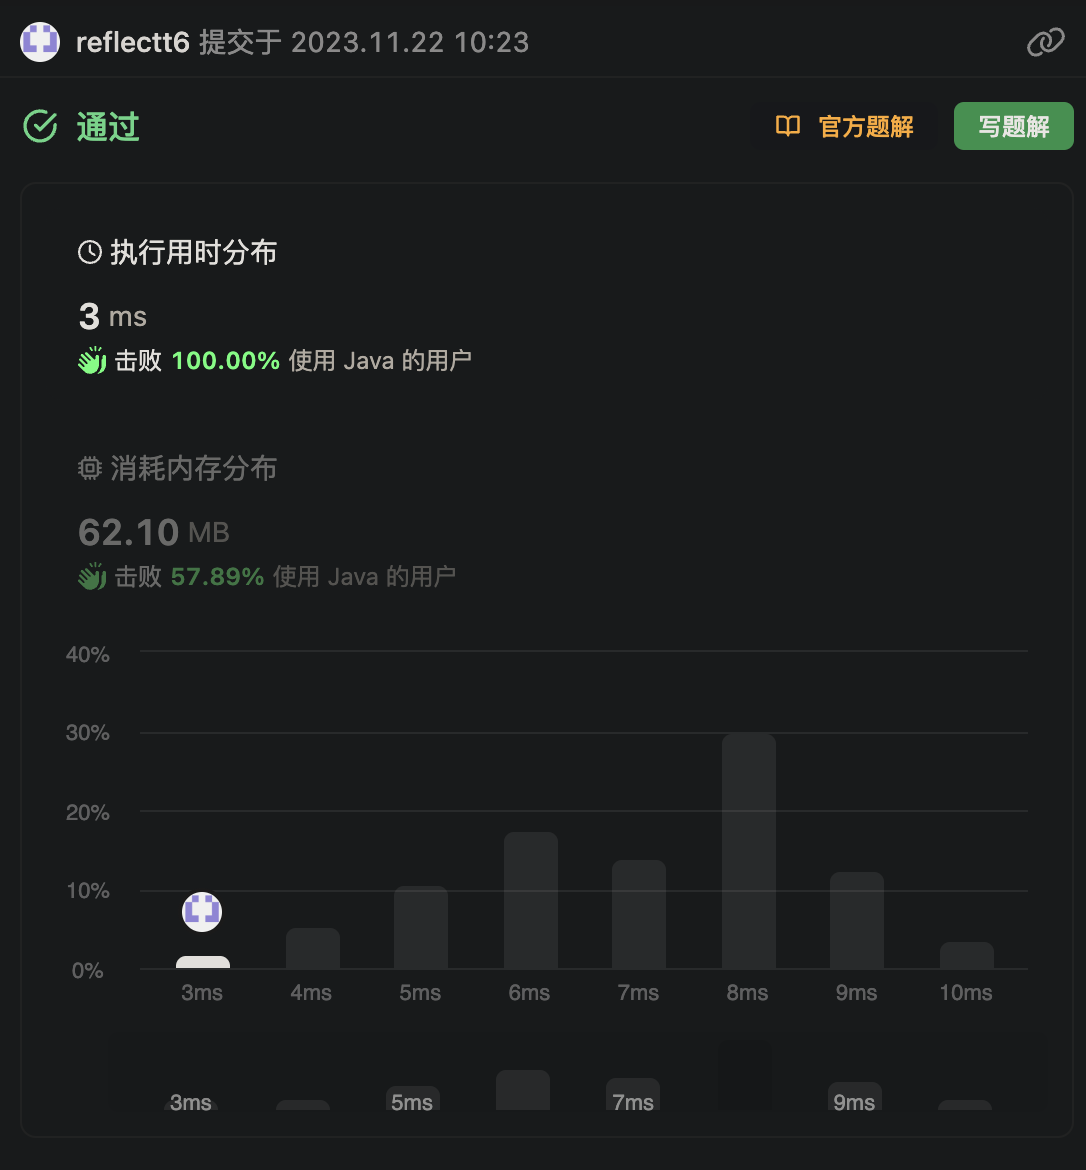 reflectt6 提交于 2023.11.22 10:23
通过
官方题解
写题解
执行用时分布
3 ms
击败 100.00% 使用 Java 的用户
消耗内存分布
62.10 MB
击败 57.89% 使用 Java 的用户
40%
30%
20%
10%
0%
3ms 4ms 5ms 6ms 7ms 8ms 9ms 10ms
3ms 5ms 7ms 9ms